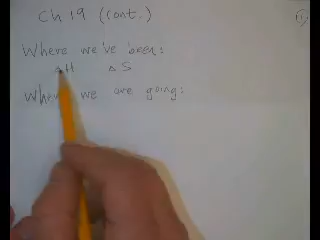 Ch 19 (cont.)
Where we've been:
ΔH ΔS
Where we are going: